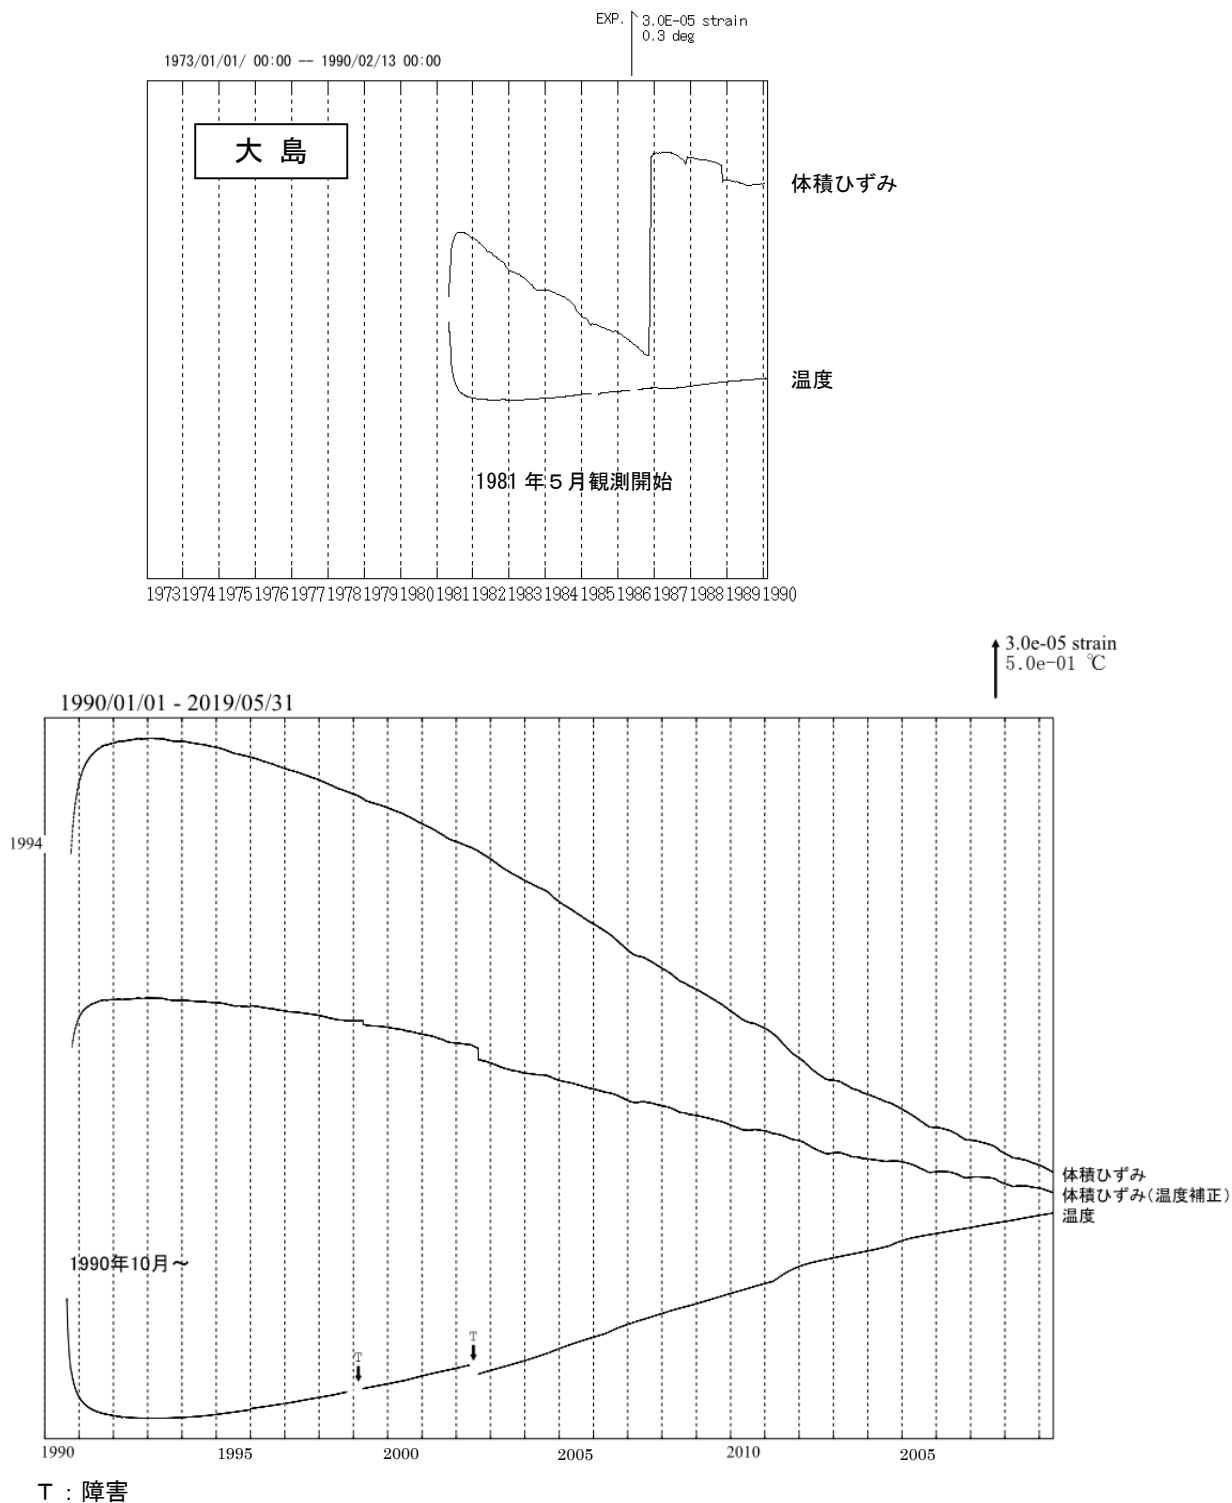 EXP. 3.0E-05 strain
0.3 deg
1973/01/01/ 00:00 -- 1990/02/13 00:00
大 島
体積ひずみ
温度
1981 年５月観測開始
1973 1974 1975 1976 1977 1978 1979 1980 1981 1982 1983 1984 1985 1986 1987 1988 1989 1990
3.0e-05 strain
5.0e-01 ℃
1990/01/01 - 2019/05/31
1994
体積ひずみ
体積ひずみ（温度補正）
温度
1990年10月～
T
T
1990 1995 2000 2005 2010 2005
Ｔ：障害